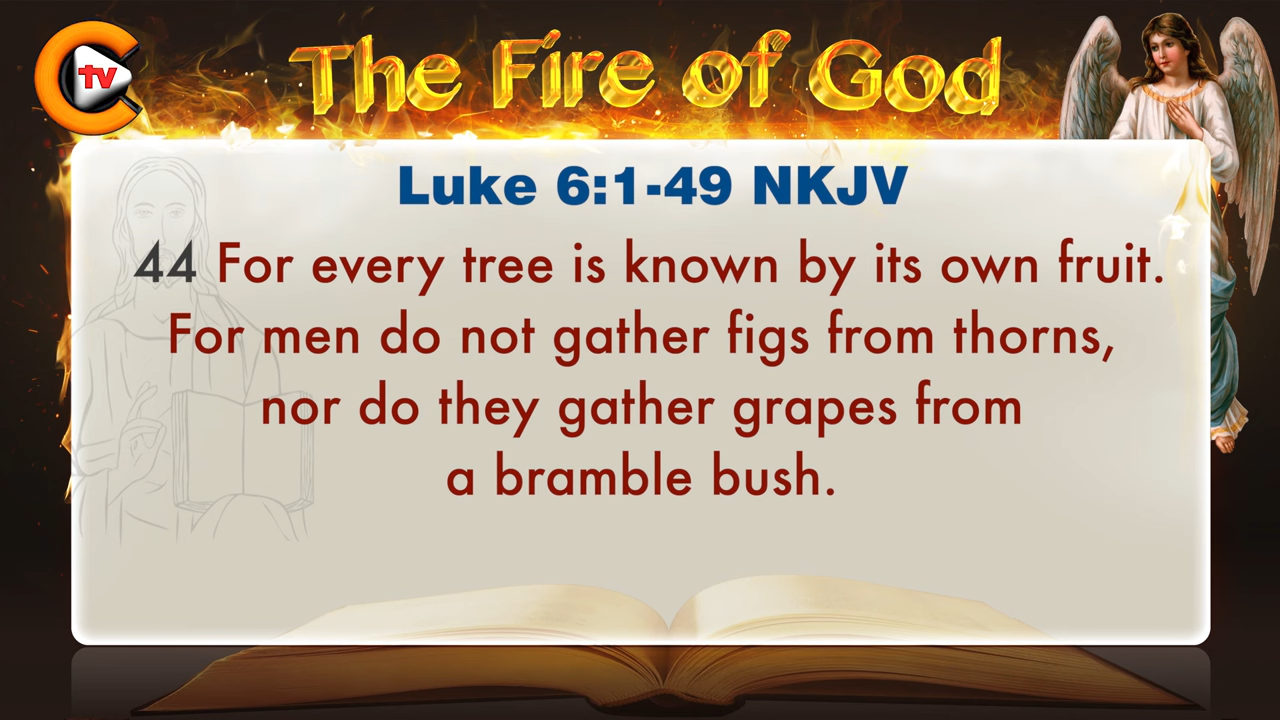 C tv
The Fire of God
Luke 6:1-49 NKJV
44 For every tree is known by its own fruit.
For men do not gather figs from thorns,
nor do they gather grapes from
a bramble bush.